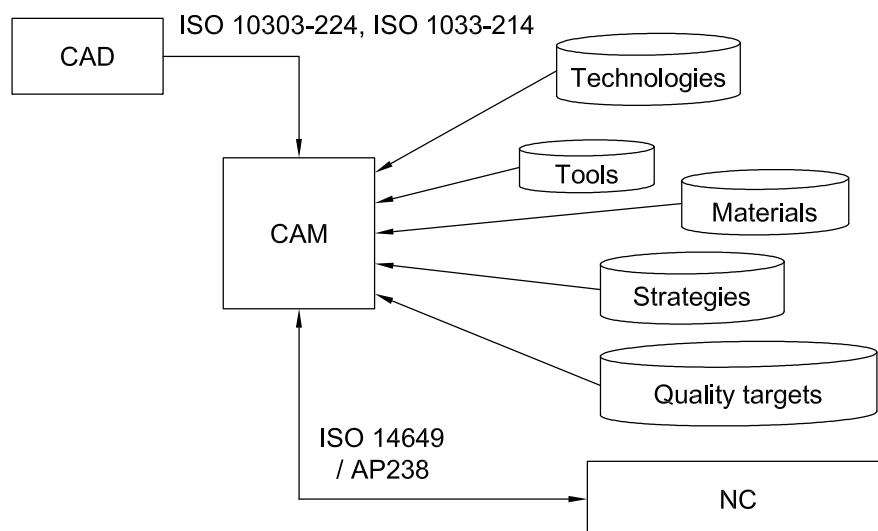 ISO 10303-224, ISO 1033-214
CAD
Technologies
Tools
Materials
CAM
Strategies
Quality targets
ISO 14649
/ AP238
NC